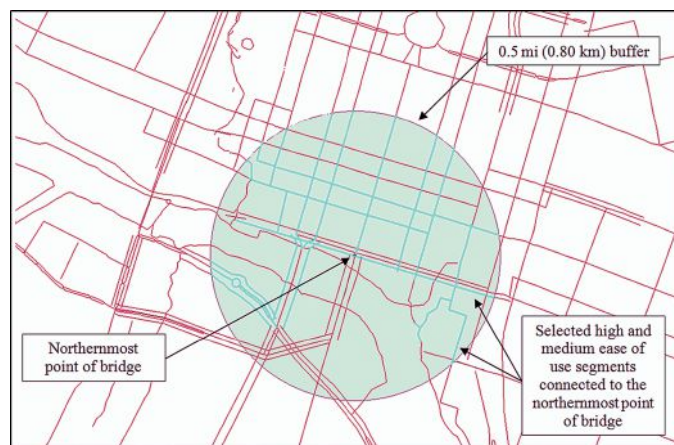 0.5 mi (0.80 km) buffer
Northernmost
point of bridge
Selected high and
medium ease of
use segments
connected to the
northernmost point
of bridge